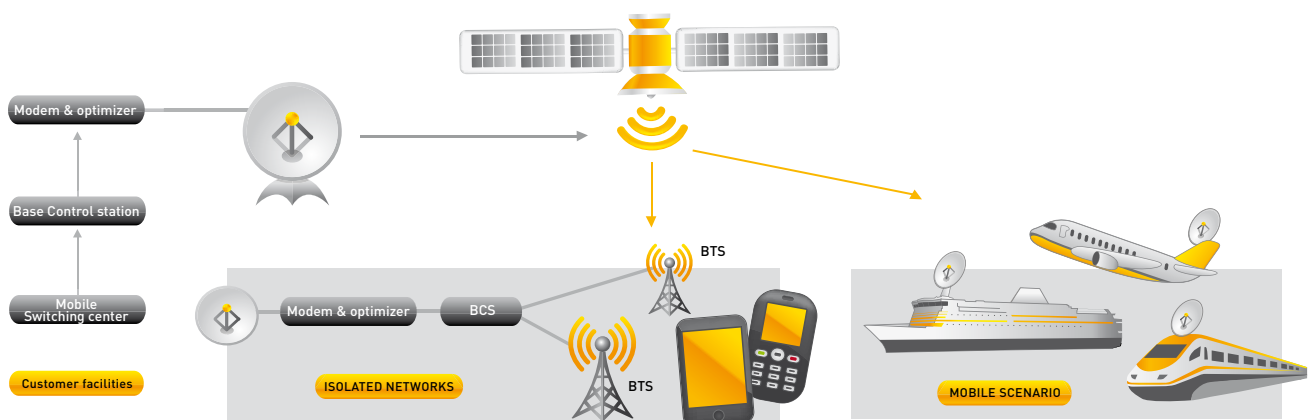 Modem & optimizer
Base Control station
Mobile
Switching center
Customer facilities
BTS
Modem & optimizer
BCS
BTS
ISOLATED NETWORKS
MOBILE SCENARIO